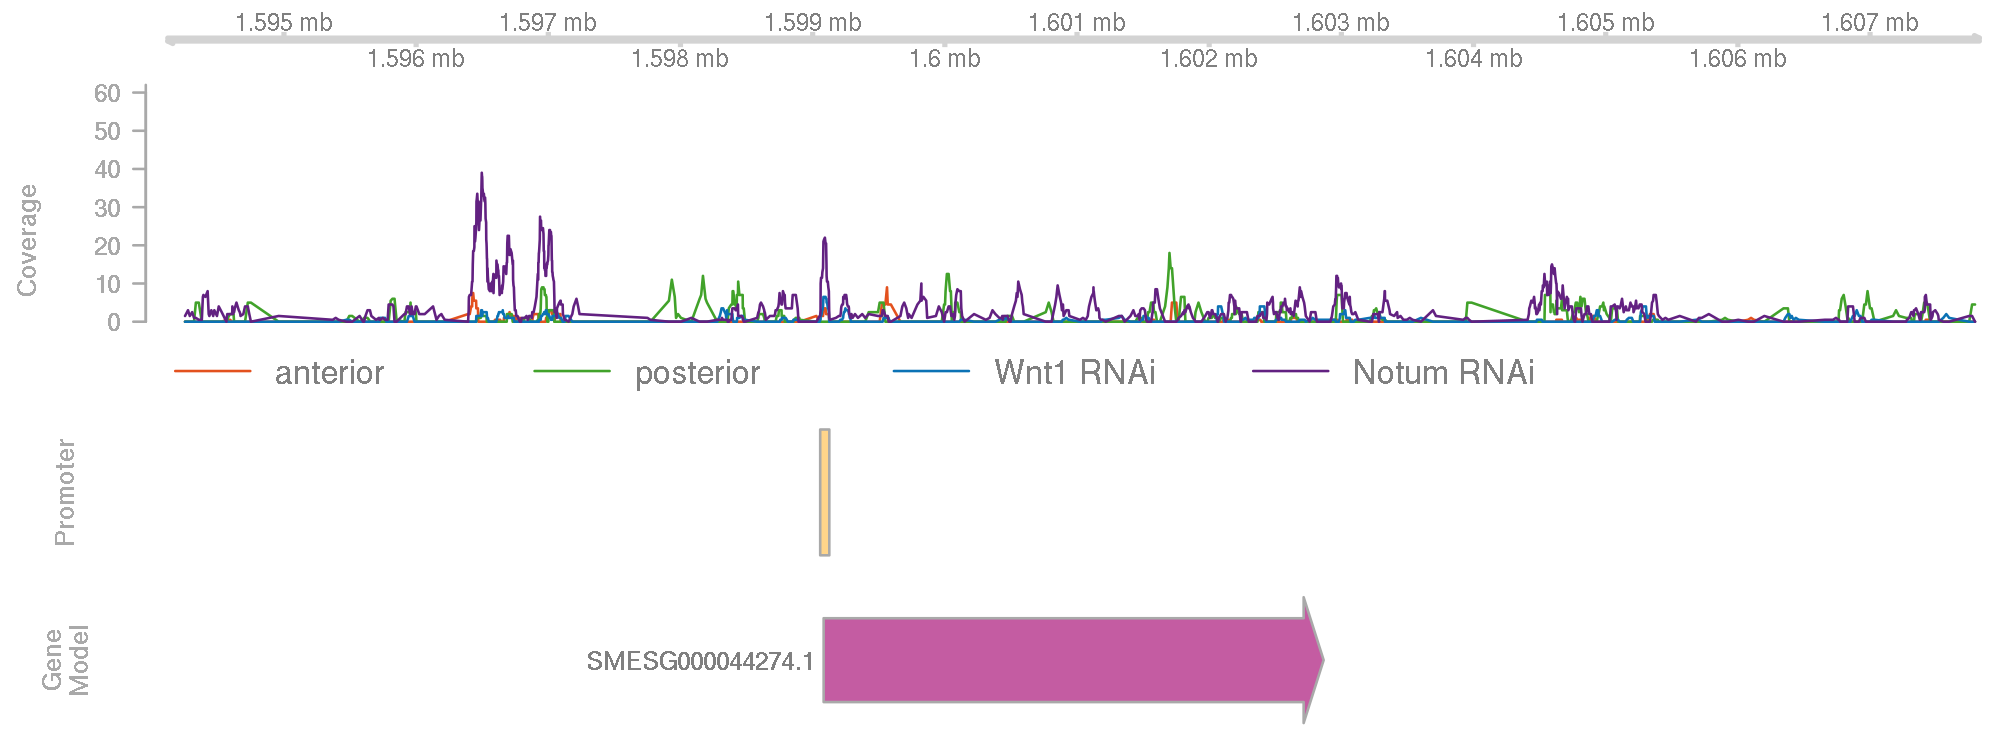 1.595 mb 1.597 mb 1.599 mb 1.601 mb 1.603 mb 1.605 mb 1.607 mb
1.596 mb 1.598 mb 1.6 mb 1.602 mb 1.604 mb 1.606 mb
Coverage
60
50
40
30
20
10
0
anterior posterior Wnt1 RNAi Notum RNAi
Promoter
Gene
Model
SMESG000044274.1